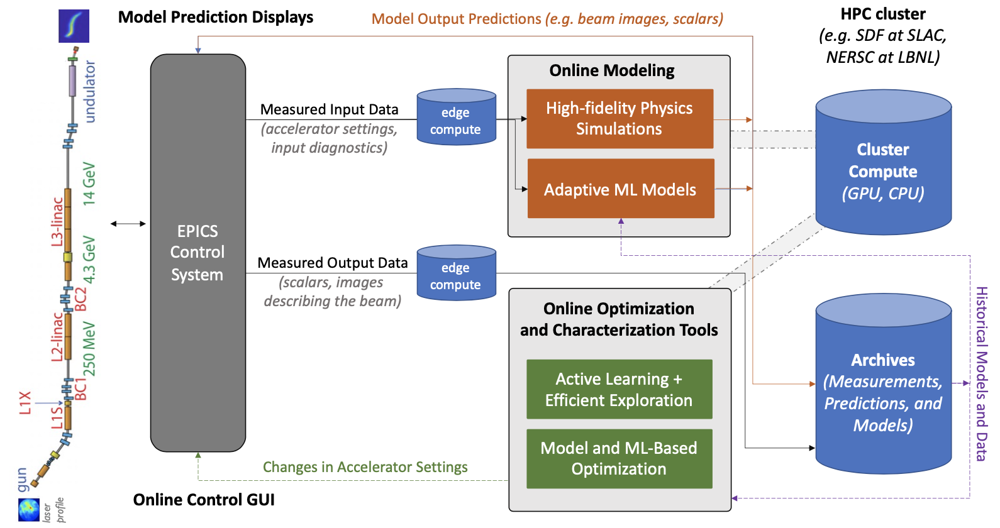 Model Prediction Displays
Model Output Predictions (e.g. beam images, scalars)
HPC cluster
(e.g. SDF at SLAC,
NERSC at LBNL)
undulator
14 GeV
L3-linac
4.3 GeV
BC2
L2-linac
250 MeV
BC1
L1X
L1S
gun
laser
profile
EPICS
Control
System
Measured Input Data
(accelerator settings,
input diagnostics)
edge
compute
Online Modeling
High-fidelity Physics
Simulations
Adaptive ML Models
Cluster
Compute
(GPU, CPU)
Measured Output Data
(scalars, images
describing the beam)
edge
compute
Online Optimization
and Characterization Tools
Active Learning +
Efficient Exploration
Model and ML-Based
Optimization
Archives
(Measurements,
Predictions, and
Models)
Historical Models and Data
Changes in Accelerator Settings
Online Control GUI